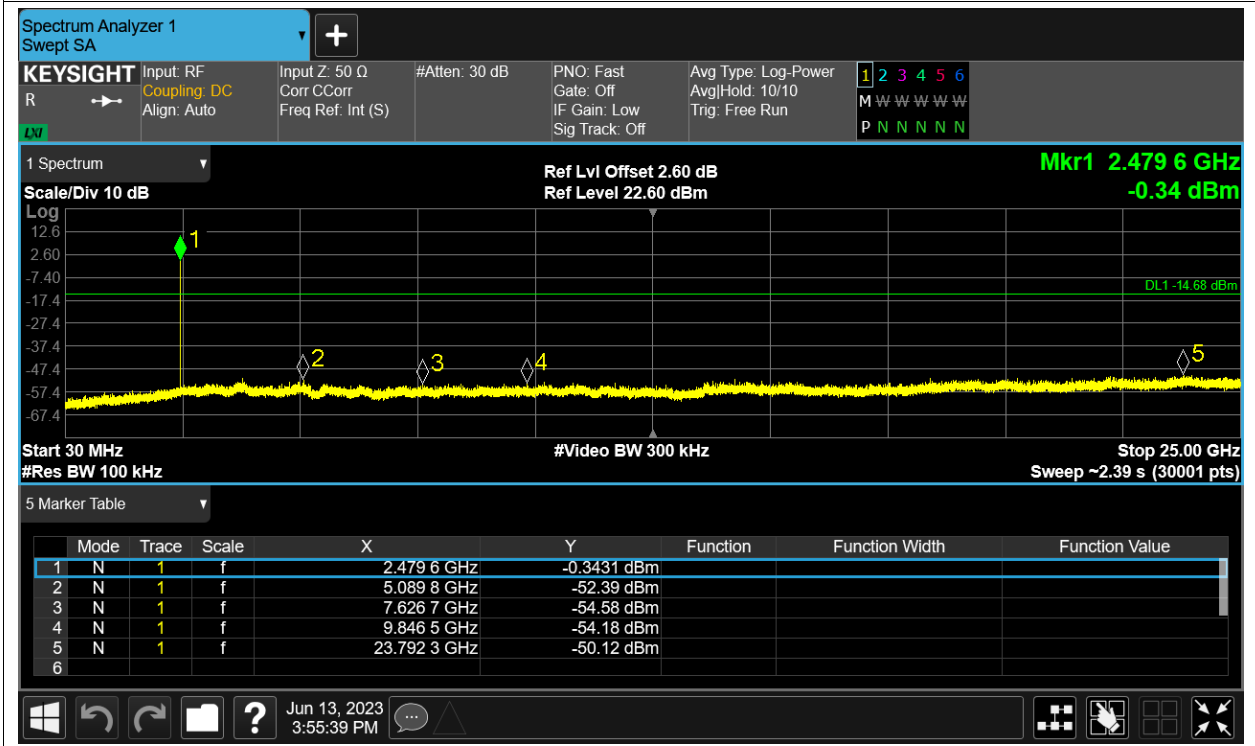 Spectrum Analyzer 1
Swept SA
KEYSIGHT
R
LXI
Input: RF
Coupling: DC
Align: Auto
Input Z: 50 Ω
Corr CCorr
Freq Ref: Int (S)
#Atten: 30 dB
PNO: Fast
Gate: Off
IF Gain: Low
Sig Track: Off
Avg Type: Log-Power
Avg|Hold: 10/10
Trig: Free Run
1 2 3 4 5 6
M W W W W W
P N N N N N
1 Spectrum
Scale/Div 10 dB
Ref Lvl Offset 2.60 dB
Ref Level 22.60 dBm
Mkr1 2.479 6 GHz
-0.34 dBm
Log
12.6
2.60
-7.40
-17.4
-27.4
-37.4
-47.4
-57.4
-67.4
1
2
3
4
5
DL1 -14.68 dBm
Start 30 MHz
#Res BW 100 kHz
#Video BW 300 kHz
Stop 25.00 GHz
Sweep ~2.39 s (30001 pts)
5 Marker Table
Mode Trace Scale X Y Function Function Width Function Value
1 N 1 f 2.479 6 GHz -0.3431 dBm
2 N 1 f 5.089 8 GHz -52.39 dBm
3 N 1 f 7.626 7 GHz -54.58 dBm
4 N 1 f 9.846 5 GHz -54.18 dBm
5 N 1 f 23.792 3 GHz -50.12 dBm
6
?
Jun 13, 2023
3:55:39 PM